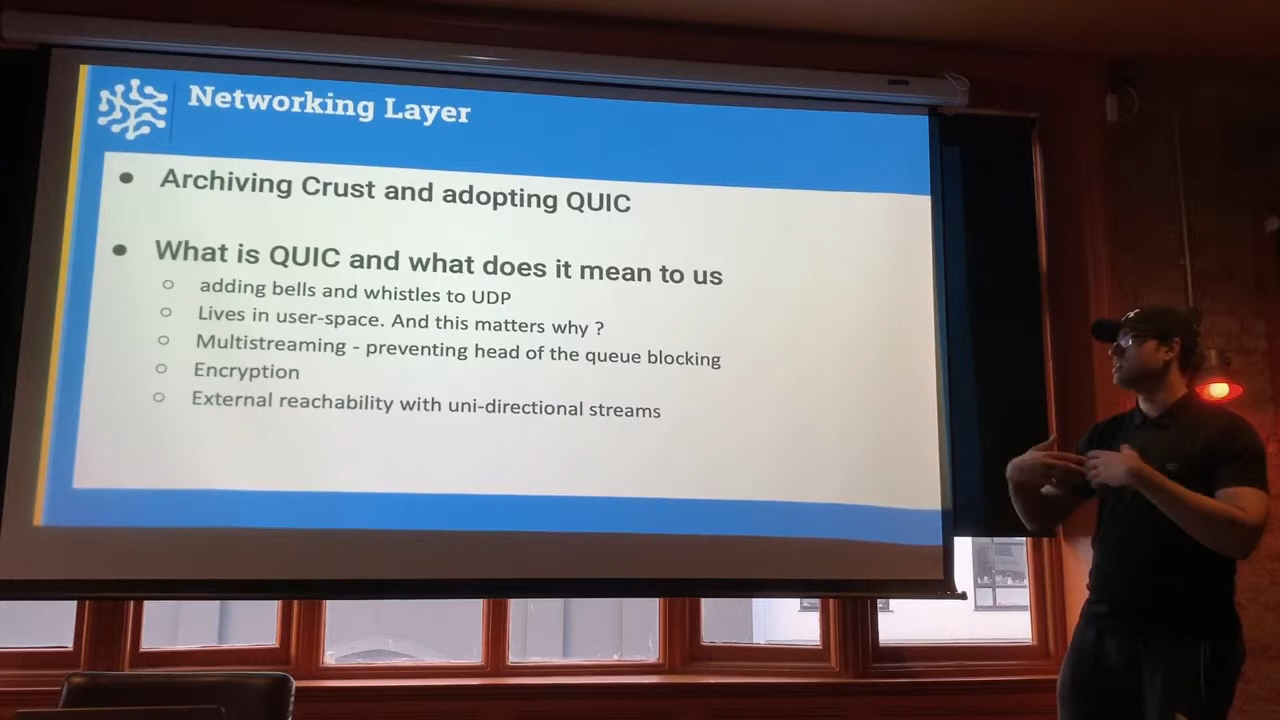 Networking Layer
● Archiving Crust and adopting QUIC
● What is QUIC and what does it mean to us
○ adding bells and whistles to UDP
○ Lives in user-space. And this matters why ?
○ Multistreaming - preventing head of the queue blocking
○ Encryption
○ External reachability with uni-directional streams